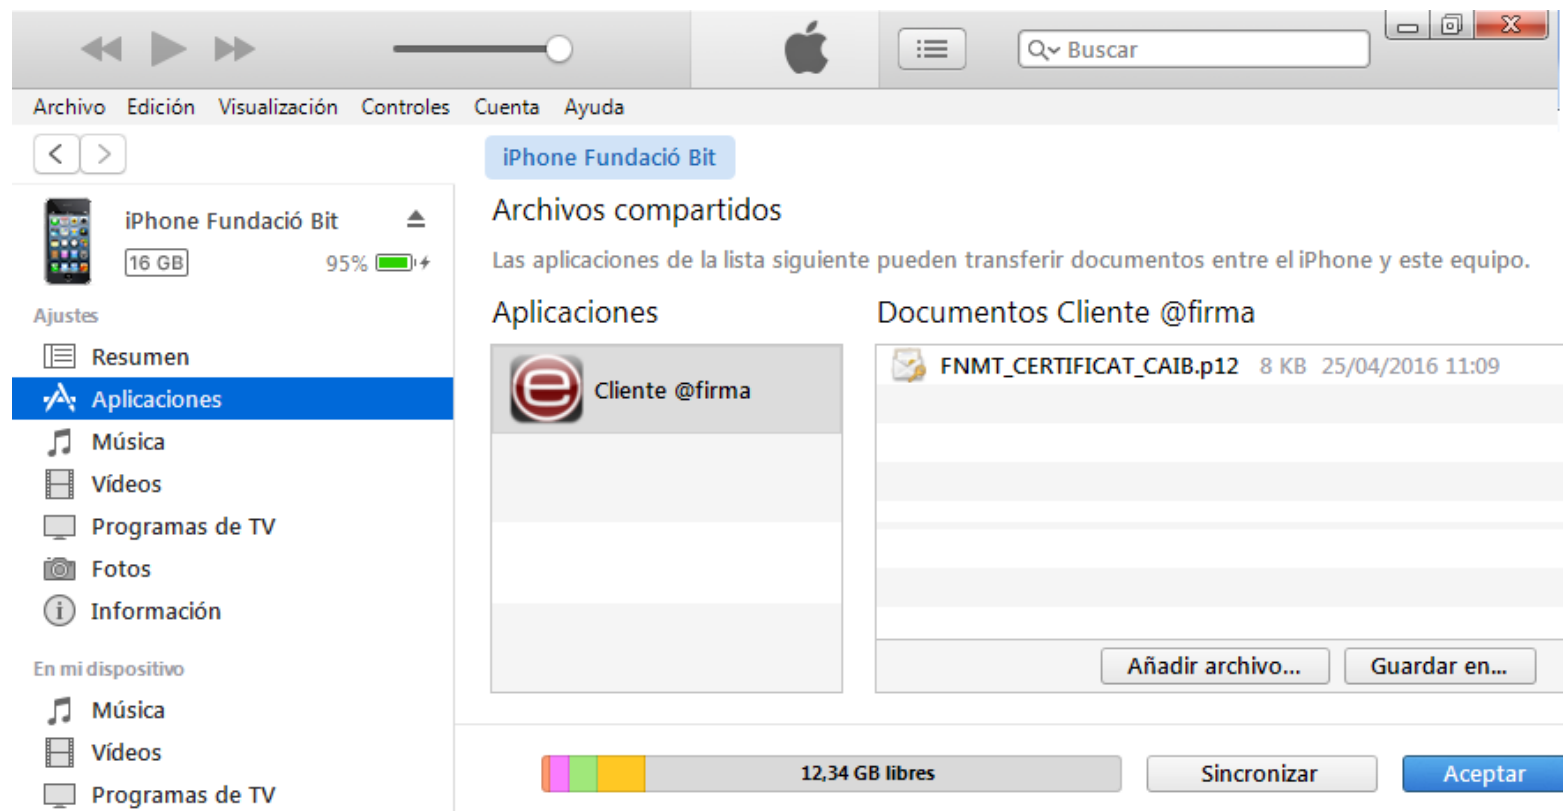 Buscar
Archivo Edición Visualización Controles Cuenta Ayuda
iPhone Fundació Bit
iPhone Fundació Bit
16 GB 95%
Ajustes
Resumen
Aplicaciones
Música
Vídeos
Programas de TV
Fotos
Información
En mi dispositivo
Música
Vídeos
Programas de TV
Archivos compartidos
Las aplicaciones de la lista siguiente pueden transferir documentos entre el iPhone y este equipo.
Aplicaciones
Cliente @firma
Documentos Cliente @firma
FNMT_CERTIFICAT_CAIB.p12 8 KB 25/04/2016 11:09
Añadir archivo... Guardar en...
12,34 GB libres Sincronizar Aceptar